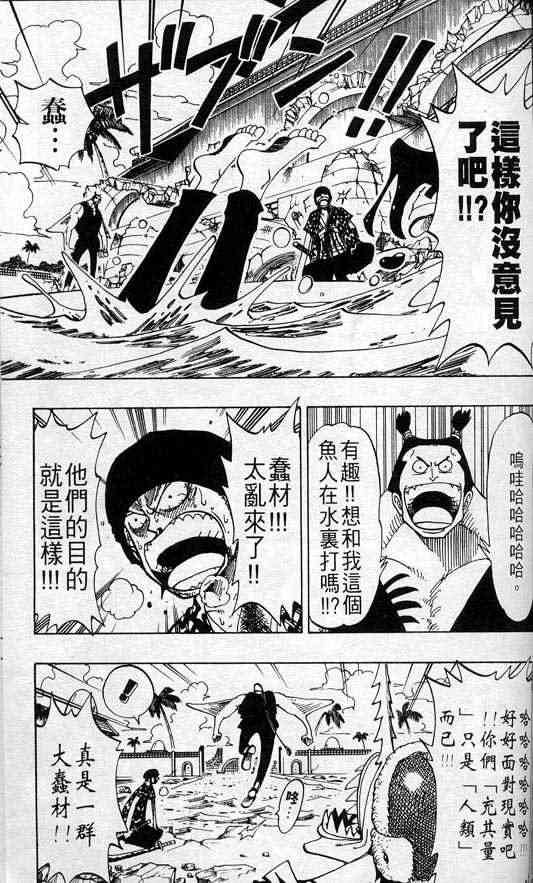 這樣你沒意見
了吧!!?
ザブン!!
蠢…
嗚哇哈哈哈哈哈哈。
有趣!!想和我這個
魚人在水裏打嗎!!?
蠢材!!!
太亂來了!!
他們的目的
就是這樣!!!
哈哈哈哈哈哈!!!
好好面對現實吧
!!你們「充其量
」只是「人類」
而已!!!
咚…
!!
真是一群
大蠢材!!